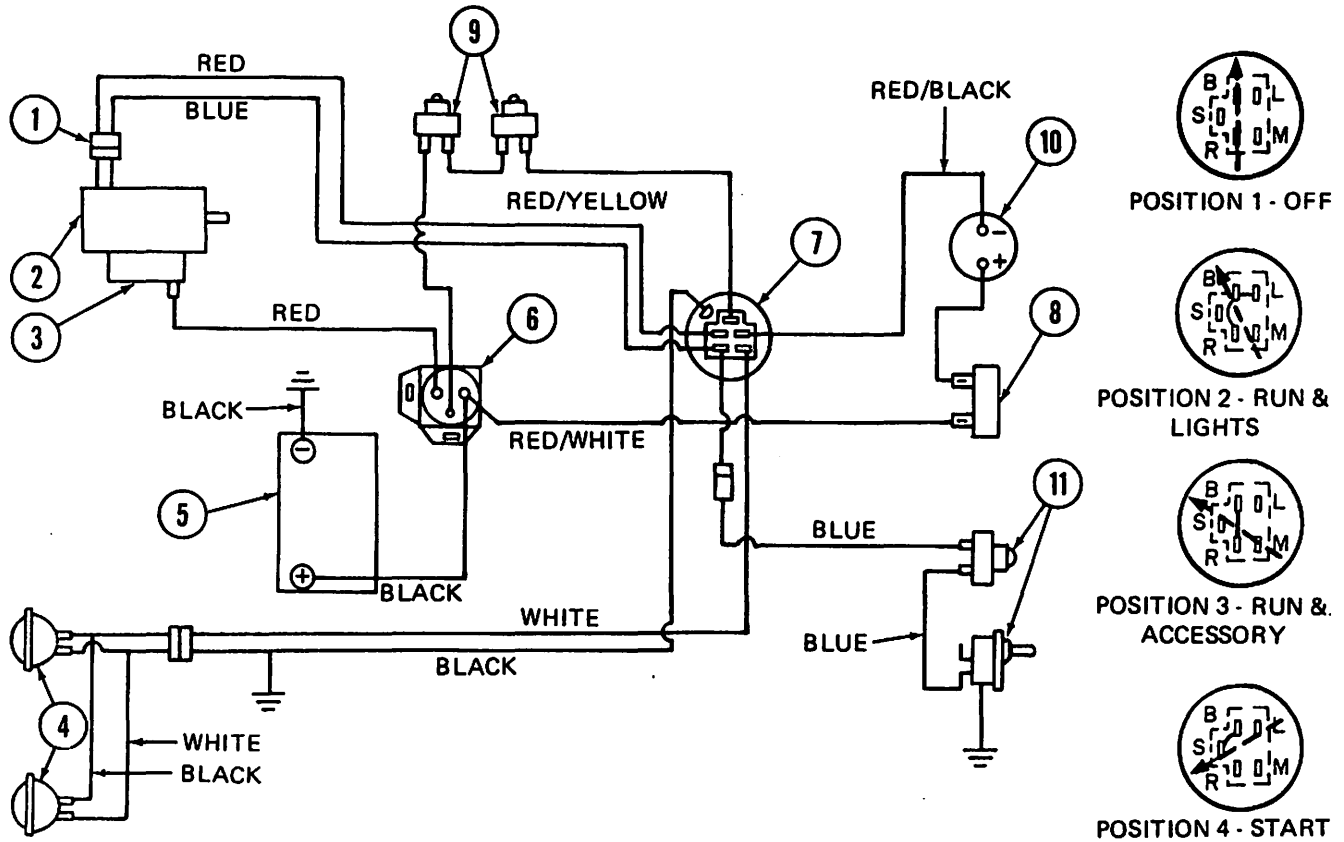 RED
BLUE
1
2
3
RED
9
RED/YELLOW
7
6
RED/BLACK
10
−
+
8
BLACK
−
5
+
BLACK
RED/WHITE
11
BLUE
BLUE
WHITE
BLACK
4
WHITE
BLACK
B
L
S
R
M
POSITION 1 - OFF
B
L
S
R
M
POSITION 2 - RUN &
LIGHTS
B
L
S
R
M
POSITION 3 - RUN &.
ACCESSORY
B
L
S
R
M
POSITION 4 - START